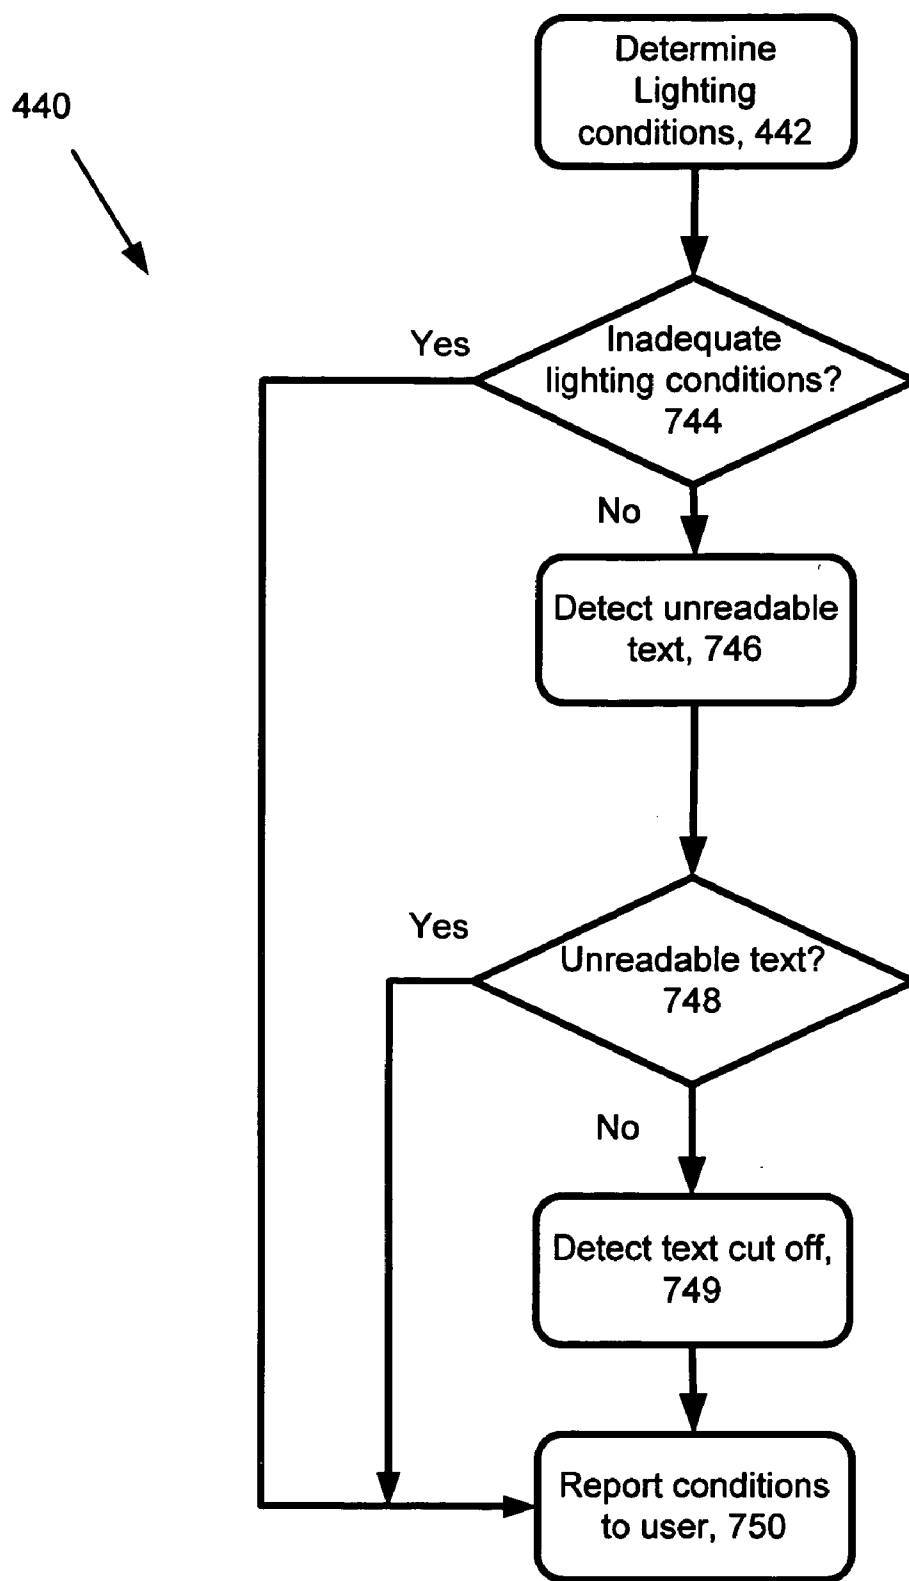 440
Determine
Lighting
conditions, 442
Yes
Inadequate
lighting conditions?
744
No
Detect unreadable
text, 746
Yes
Unreadable text?
748
No
Detect text cut off,
749
Report conditions
to user, 750